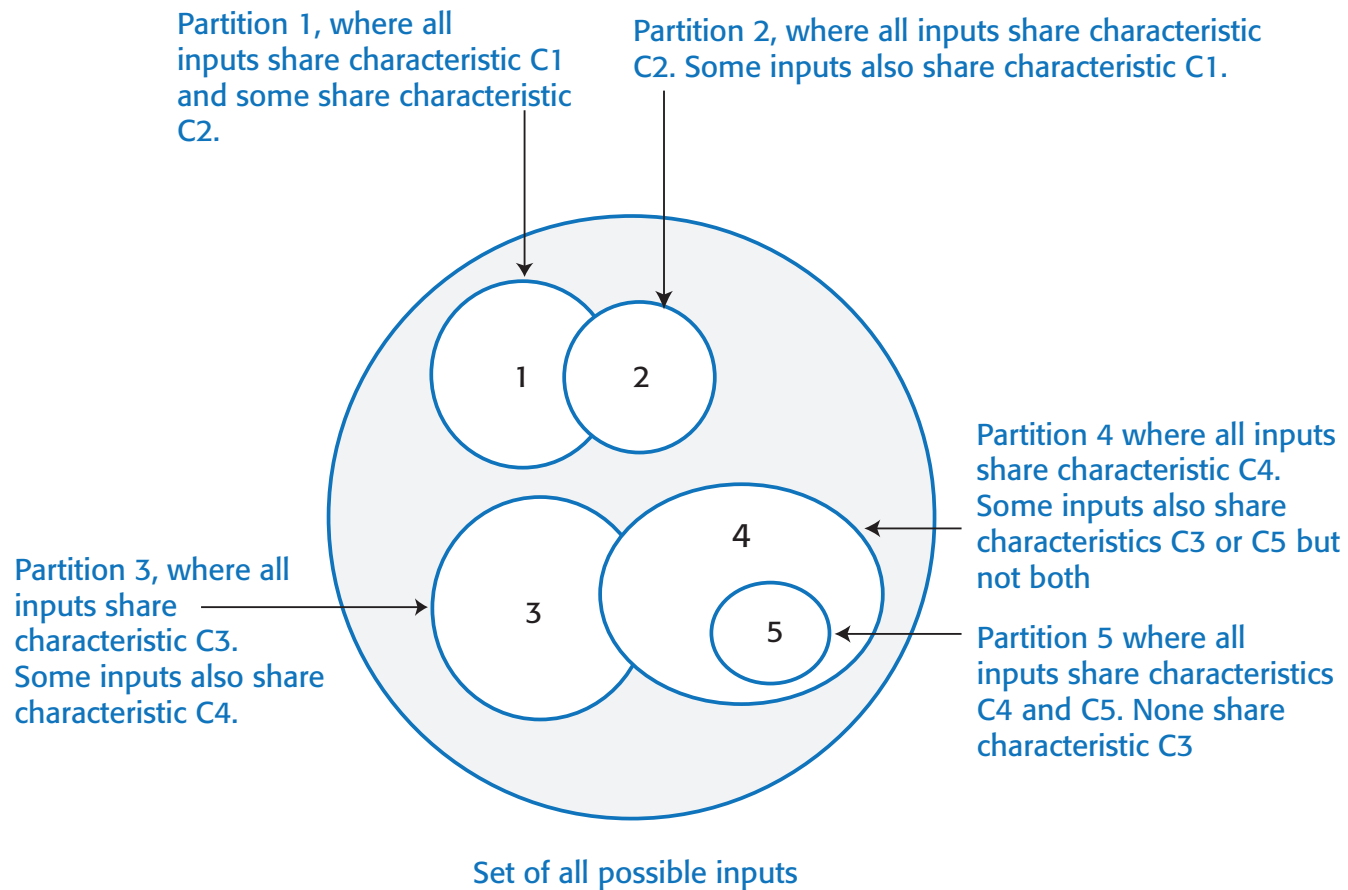 Partition 1, where all
inputs share characteristic C1
and some share characteristic
C2.
Partition 2, where all inputs share characteristic
C2. Some inputs also share characteristic C1.
1
2
Partition 4 where all inputs
share characteristic C4.
Some inputs also share
characteristics C3 or C5 but
not both
4
Partition 3, where all
inputs share
characteristic C3.
Some inputs also share
characteristic C4.
3
5
Partition 5 where all
inputs share characteristics
C4 and C5. None share
characteristic C3
Set of all possible inputs